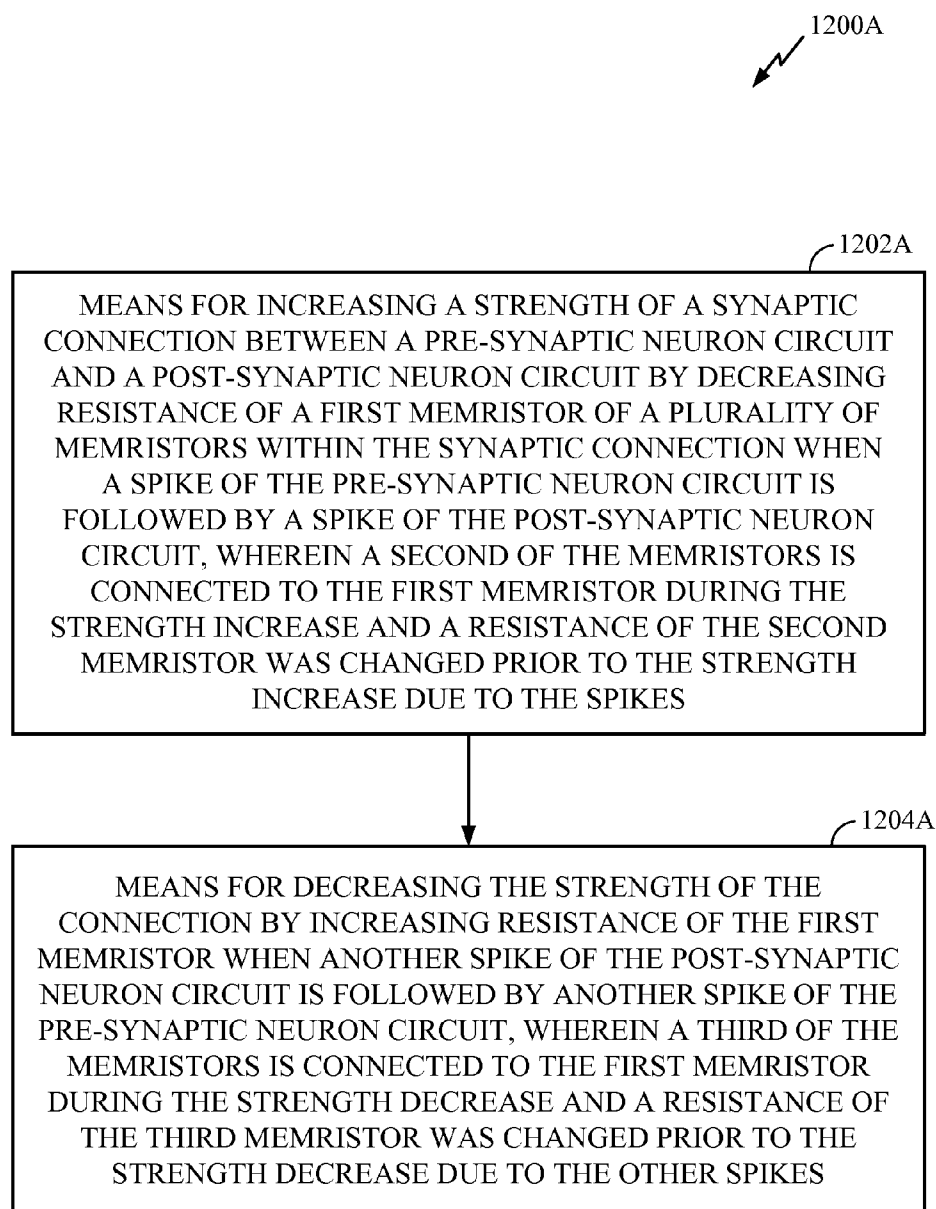 1200A
1202A
MEANS FOR INCREASING A STRENGTH OF A SYNAPTIC
CONNECTION BETWEEN A PRE-SYNAPTIC NEURON CIRCUIT
AND A POST-SYNAPTIC NEURON CIRCUIT BY DECREASING
RESISTANCE OF A FIRST MEMRISTOR OF A PLURALITY OF
MEMRISTORS WITHIN THE SYNAPTIC CONNECTION WHEN
A SPIKE OF THE PRE-SYNAPTIC NEURON CIRCUIT IS
FOLLOWED BY A SPIKE OF THE POST-SYNAPTIC NEURON
CIRCUIT, WHEREIN A SECOND OF THE MEMRISTORS IS
CONNECTED TO THE FIRST MEMRISTOR DURING THE
STRENGTH INCREASE AND A RESISTANCE OF THE SECOND
MEMRISTOR WAS CHANGED PRIOR TO THE STRENGTH
INCREASE DUE TO THE SPIKES
1204A
MEANS FOR DECREASING THE STRENGTH OF THE
CONNECTION BY INCREASING RESISTANCE OF THE FIRST
MEMRISTOR WHEN ANOTHER SPIKE OF THE POST-SYNAPTIC
NEURON CIRCUIT IS FOLLOWED BY ANOTHER SPIKE OF THE
PRE-SYNAPTIC NEURON CIRCUIT, WHEREIN A THIRD OF THE
MEMRISTORS IS CONNECTED TO THE FIRST MEMRISTOR
DURING THE STRENGTH DECREASE AND A RESISTANCE OF
THE THIRD MEMRISTOR WAS CHANGED PRIOR TO THE
STRENGTH DECREASE DUE TO THE OTHER SPIKES